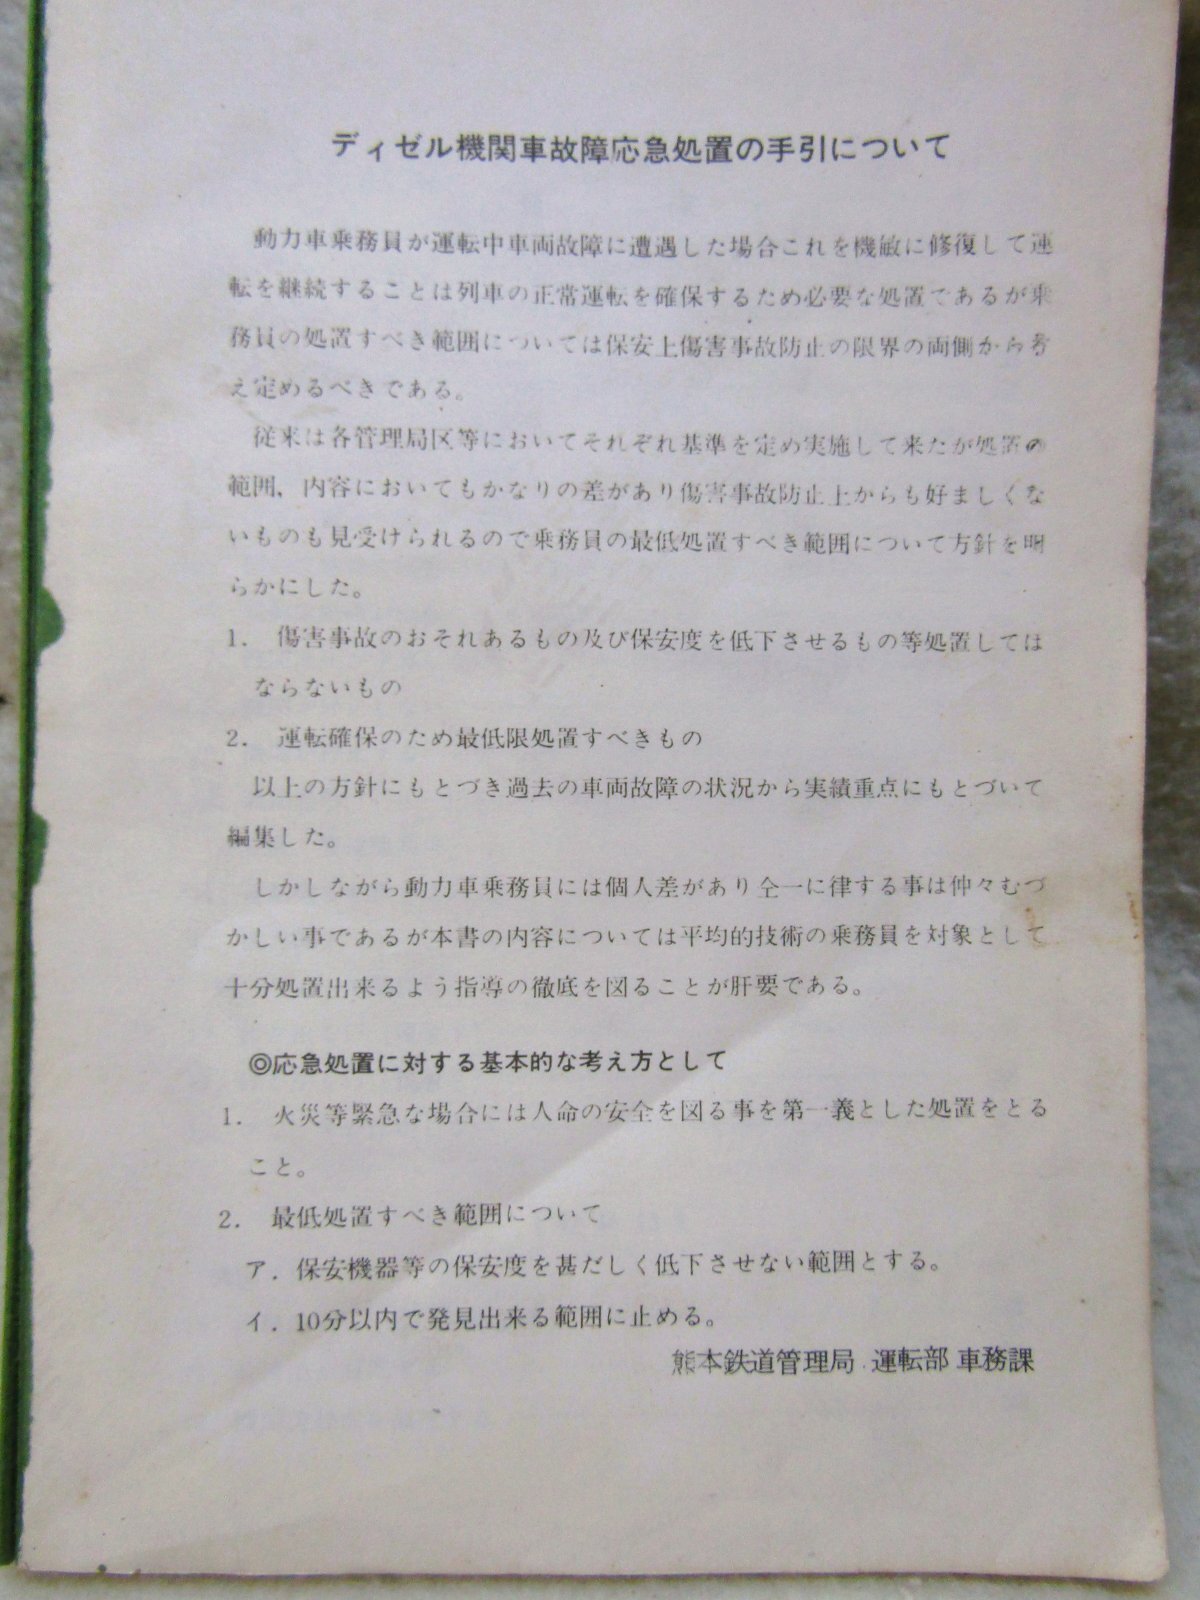 ディゼル機関車故障応急処置の手引について
動力車乗務員が運転中車両故障に遭遇した場合これを機敏に修復して運
転を継続することは列車の正常運転を確保するため必要な処置であるが乗
務員の処置すべき範囲については保安上傷害事故防止の限界の両側から考
え定めるべきである。
従来は各管理局区等においてそれぞれ基準を定め実施して来たが処置の
範囲、内容においてもかなりの差があり傷害事故防止上からも好ましくな
いものも見受けられるので乗務員の最低処置すべき範囲について方針を明
らかにした。
1. 傷害事故のおそれあるもの及び保安度を低下させるもの等処置しては
ならないもの
2. 運転確保のため最低限処置すべきもの
以上の方針にもとづき過去の車両故障の状況から実績重点にもとづいて
編集した。
しかしながら動力車乗務員には個人差があり全一に律する事は仲々むづ
かしい事であるが本書の内容については平均的技術の乗務員を対象として
十分処置出来るよう指導の徹底を図ることが肝要である。
◎応急処置に対する基本的な考え方として
1. 火災等緊急な場合には人命の安全を図る事を第一義とした処置をとる
こと。
2. 最低処置すべき範囲について
ア. 保安機器等の保安度を甚だしく低下させない範囲とする。
イ. 10分以内で発見出来る範囲に止める。
熊本鉄道管理局 運転部 車務課